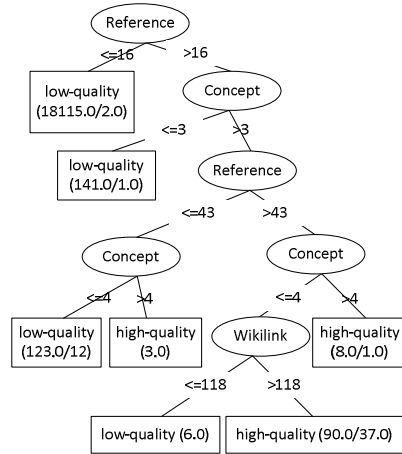 Reference
<=16
>16
low-quality
(18115.0/2.0)
Concept
<=3
>3
low-quality
(141.0/1.0)
Reference
<=43
>43
Concept
Concept
<=4
>4
<=4
>4
low-quality
(123.0/12)
high-quality
(3.0)
Wikilink
high-quality
(8.0/1.0)
<=118
>118
low-quality (6.0)
high-quality (90.0/37.0)